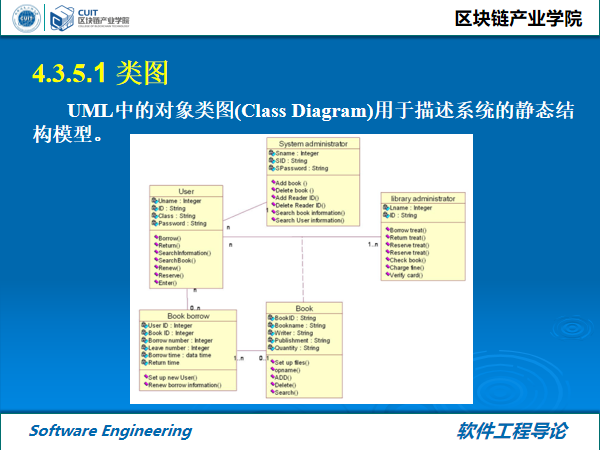 CUIT
区块链产业学院
区块链产业学院
4.3.5.1 类图
UML中的对象类图(Class Diagram)用于描述系统的静态结
构模型。
System administrator
Sname : Integer
SID : String
SPassword : String
Add book ()
Delete book ()
Add Reader ID()
Delete Reader ID()
Search book information()
Search User information()
User
Uname : Integer
ID : String
Class : String
Password : String
Borrow()
Return()
SearchInformation()
SearchBook()
Renew()
Reserve()
Enter()
library administrator
Lname : Integer
ID : String
Borrow treat()
Return treat()
Reserve treat()
Reserve treat()
Check book()
Charge fine()
Verify card()
n
1
n
1..n
n
0..n
Book borrow
User ID : Integer
Book ID : Integer
Borrow number : Integer
Leave number : Integer
Borrow time : data time
Return time
Set up new User()
Renew borrow information()
1..n
0..1
Book
BookID : String
Bookname : String
Writer : String
Publishment : String
Quantity : String
Set up files()
opname()
ADD()
Delete()
Search()
Software Engineering
软件工程导论